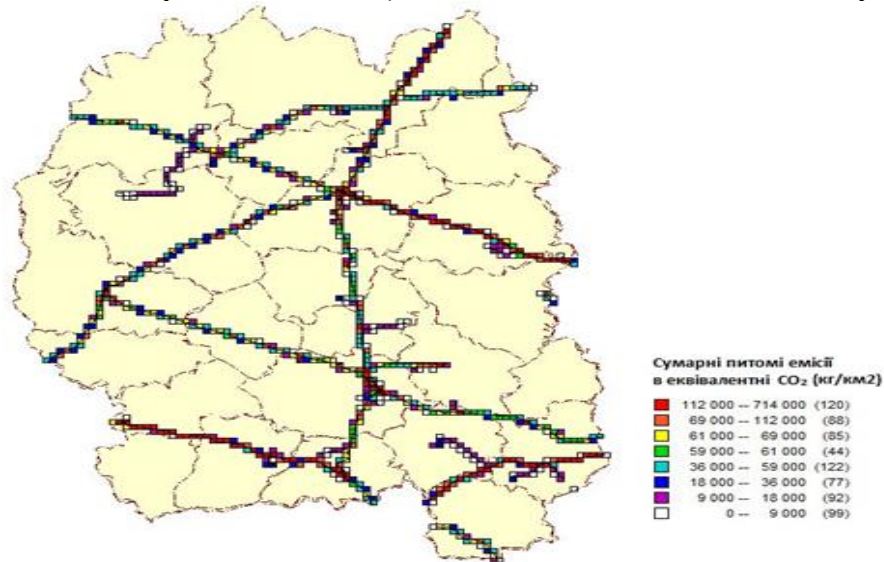 Сумарні питомі емісії
в еквівалентні CO₂ (кг/км2)
112 000 -- 714 000 (120)
69 000 -- 112 000 (88)
61 000 -- 69 000 (85)
59 000 -- 61 000 (44)
36 000 -- 59 000 (122)
18 000 -- 36 000 (77)
9 000 -- 18 000 (92)
0 -- 9 000 (99)